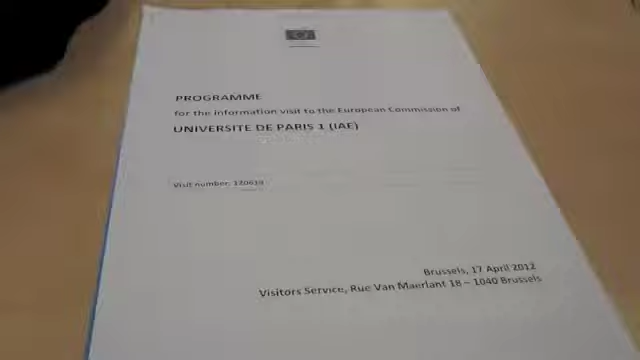 PROGRAMME
for the information visit to the European Commission of
UNIVERSITE DE PARIS 1 (IAE)
Visit number:
Brussels, 17 April 2012
Visitors Service, Rue Van Maerlant 18 – 1040 Brussels